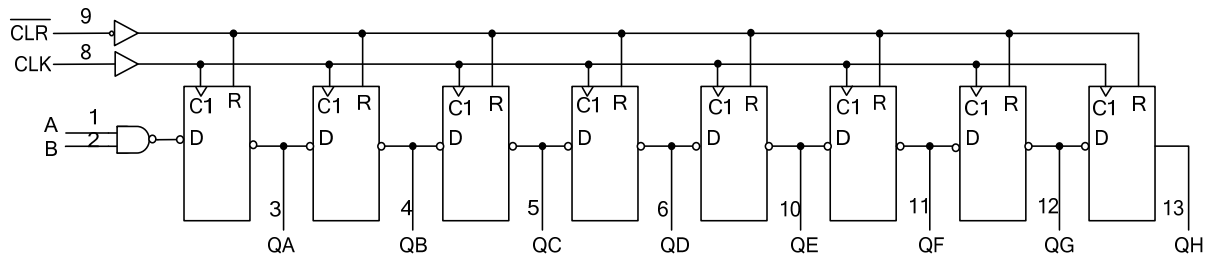 CLR 9
CLK 8
C1 R C1 R C1 R C1 R C1 R C1 R C1 R C1 R
A 1
B 2
D D D D D D D D
3 4 5 6 10 11 12 13
QA QB QC QD QE QF QG QH